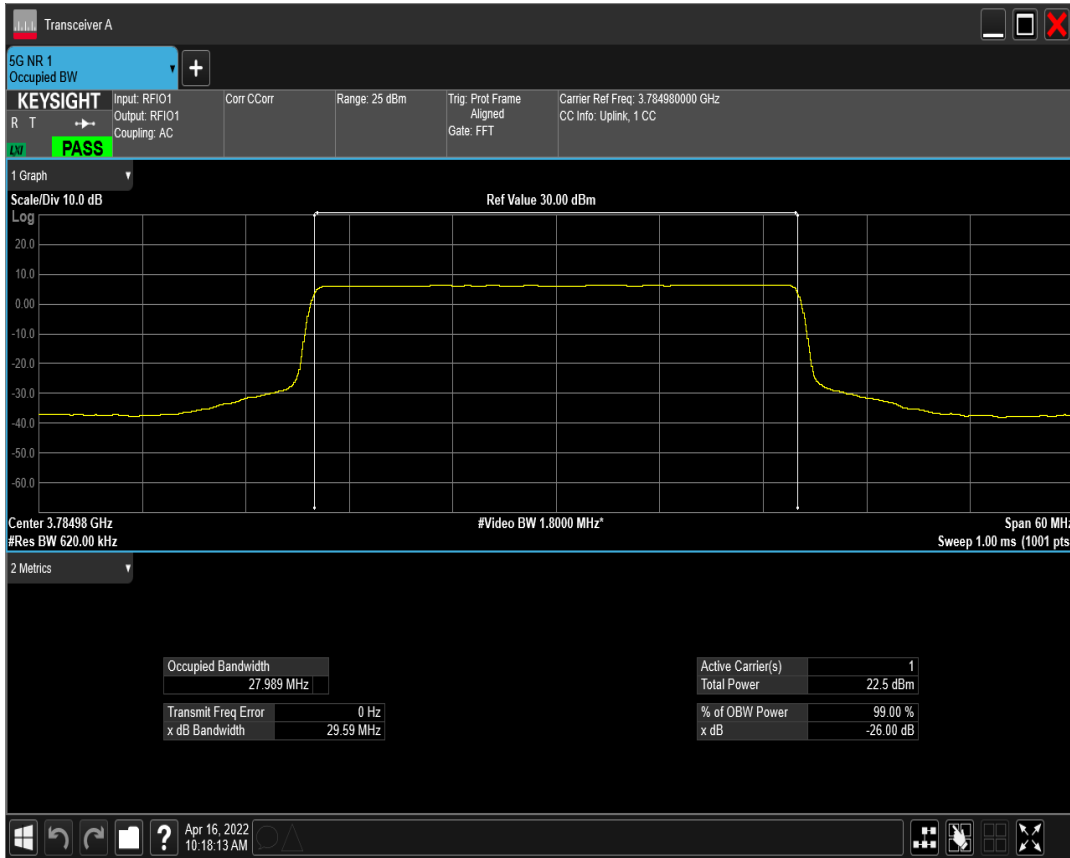 Transceiver A
5G NR 1
Occupied BW
KEYSIGHT
R T
LXI
PASS
Input: RFIO1
Output: RFIO1
Coupling: AC
Corr CCorr
Range: 25 dBm
Trig: Prot Frame
Aligned
Gate: FFT
Carrier Ref Freq: 3.784980000 GHz
CC Info: Uplink, 1 CC
1 Graph
Scale/Div 10.0 dB
Ref Value 30.00 dBm
Log
20.0
10.0
0.00
-10.0
-20.0
-30.0
-40.0
-50.0
-60.0
Center 3.78498 GHz
#Video BW 1.8000 MHz*
Span 60 MHz
#Res BW 620.00 kHz
Sweep 1.00 ms (1001 pts
2 Metrics
Occupied Bandwidth
27.989 MHz
Transmit Freq Error 0 Hz
x dB Bandwidth 29.59 MHz
Active Carrier(s) 1
Total Power 22.5 dBm
% of OBW Power 99.00 %
x dB -26.00 dB
?
Apr 16, 2022
10:18:13 AM